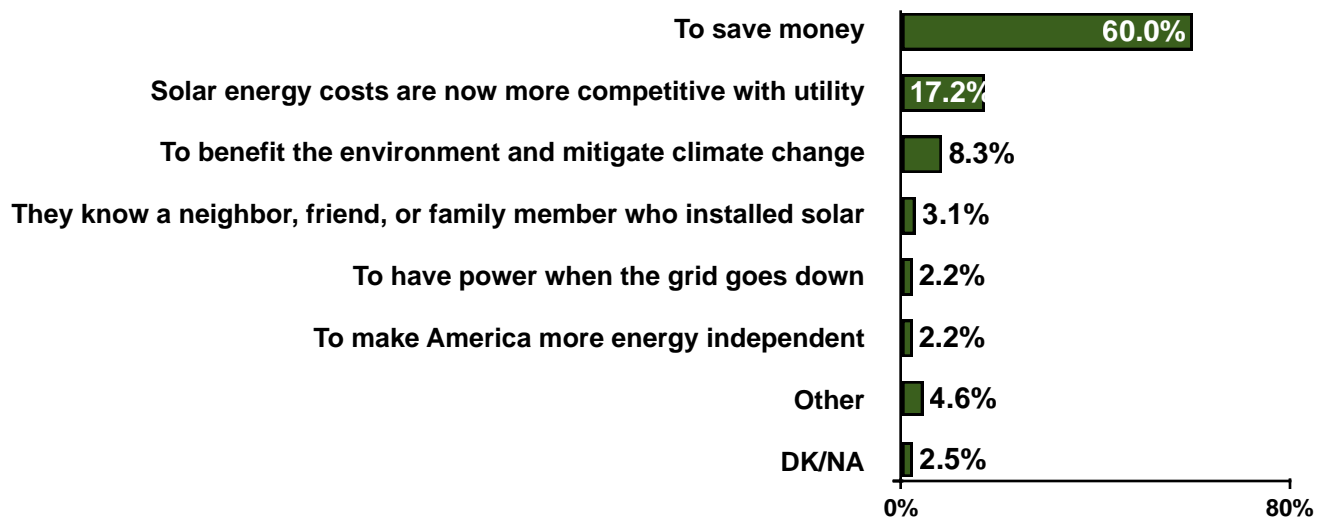 To save money 60.0%
Solar energy costs are now more competitive with utility 17.2%
To benefit the environment and mitigate climate change 8.3%
They know a neighbor, friend, or family member who installed solar 3.1%
To have power when the grid goes down 2.2%
To make America more energy independent 2.2%
Other 4.6%
DK/NA 2.5%
0% 80%